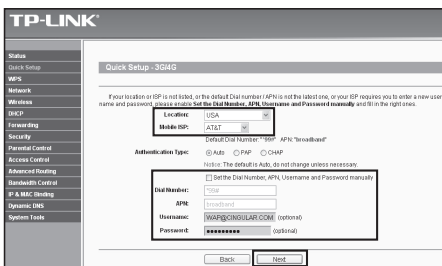 TP-LINK®
Status
Quick Setup
WPS
Network
Wireless
DHCP
Forwarding
Security
Parental Control
Access Control
Advanced Routing
Bandwidth Control
IP & MAC Binding
Dynamic DNS
System Tools
Quick Setup - 3G/4G
If your location or ISP is not listed, or the default Dial number / APN is not the latest one, or your ISP requires you to enter a new user
name and password, please enable Set the Dial Number, APN, Username and Password manually and fill in the right ones.
Location: USA
Mobile ISP: AT&T
Default Dial Number: "*99#" APN: "broadband"
Authentication Type: Auto PAP CHAP
Notice: The default is Auto, do not change unless necessary.
Set the Dial Number, APN, Username and Password manually
Dial Number: *99#
APN: broadband
Username: WAP@CINGULAR.COM (optional)
Password: ●●●●●●●●● (optional)
Back Next